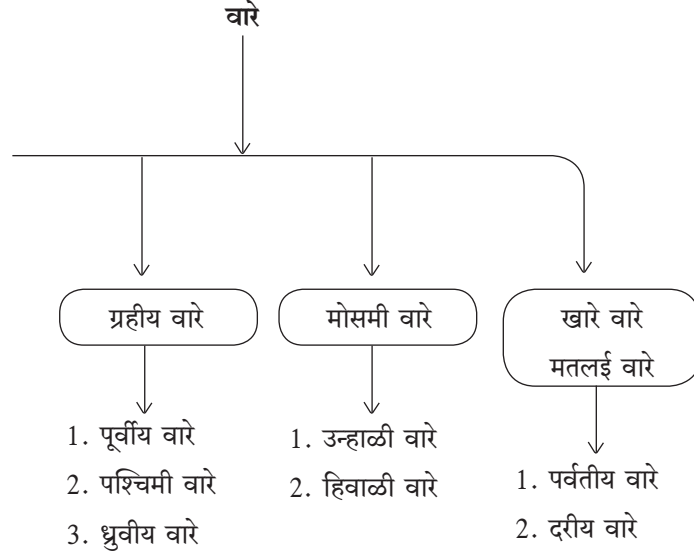 वारे
ग्रहीय वारे
1. पूर्वीय वारे
2. पश्चिमी वारे
3. ध्रुवीय वारे
मोसमी वारे
1. उन्हाळी वारे
2. हिवाळी वारे
खारे वारे
मतलई वारे
1. पर्वतीय वारे
2. दरीय वारे